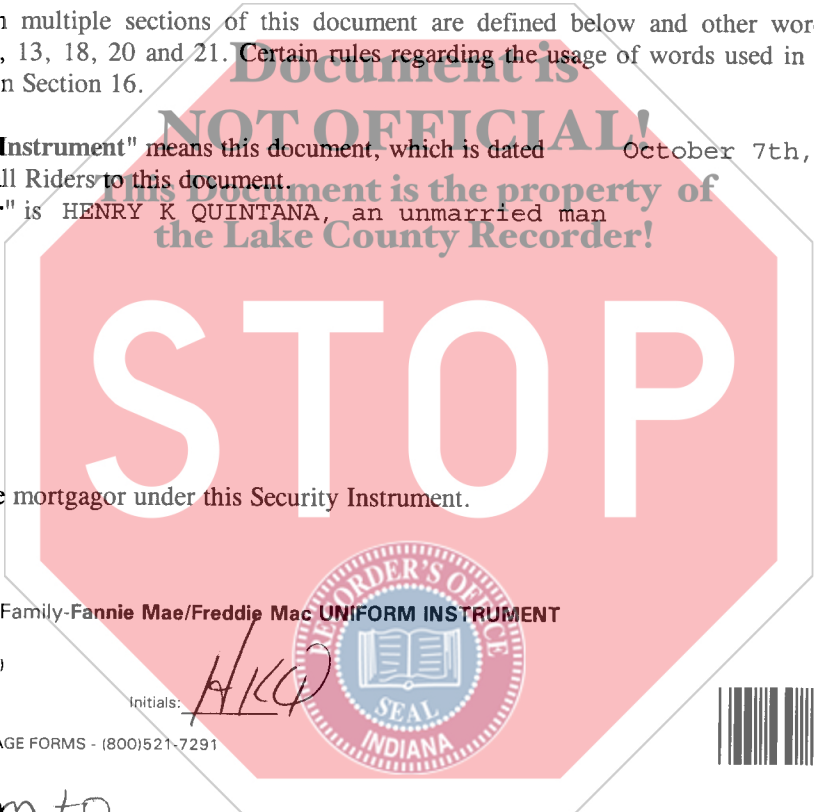 multiple sections of this document are defined below and other wor
, 13, 18, 20 and 21. Certain rules regarding the usage of words used in
n Section 16.
Document is
NOT OFFICIAL!
This Document is the property of
the Lake County Recorder!
Instrument" means this document, which is dated October 7th,
ll Riders to this document.
" is HENRY K QUINTANA, an unmarried man
STOP
e mortgagor under this Security Instrument.
Family-Fannie Mae/Freddie Mac UNIFORM INSTRUMENT
)
Initials: HKQ
RECORDER'S OFFICE
SEAL
INDIANA
AGE FORMS - (800)521-7291
to